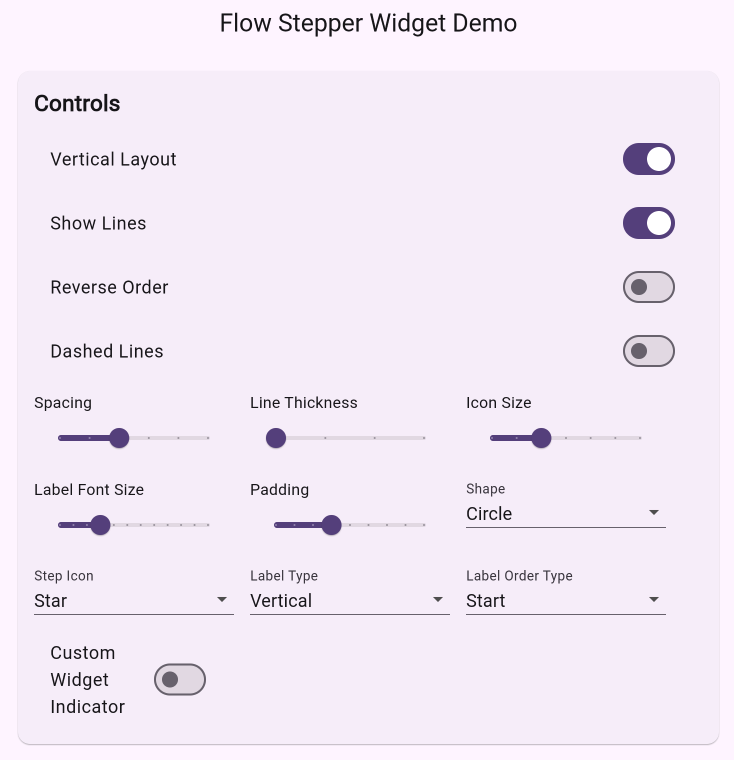 Flow Stepper Widget Demo
Controls
Vertical Layout
Show Lines
Reverse Order
Dashed Lines
Spacing
Line Thickness
Icon Size
Label Font Size
Padding
Shape
Circle
Step Icon
Label Type
Label Order Type
Star
Vertical
Start
Custom
Widget
Indicator